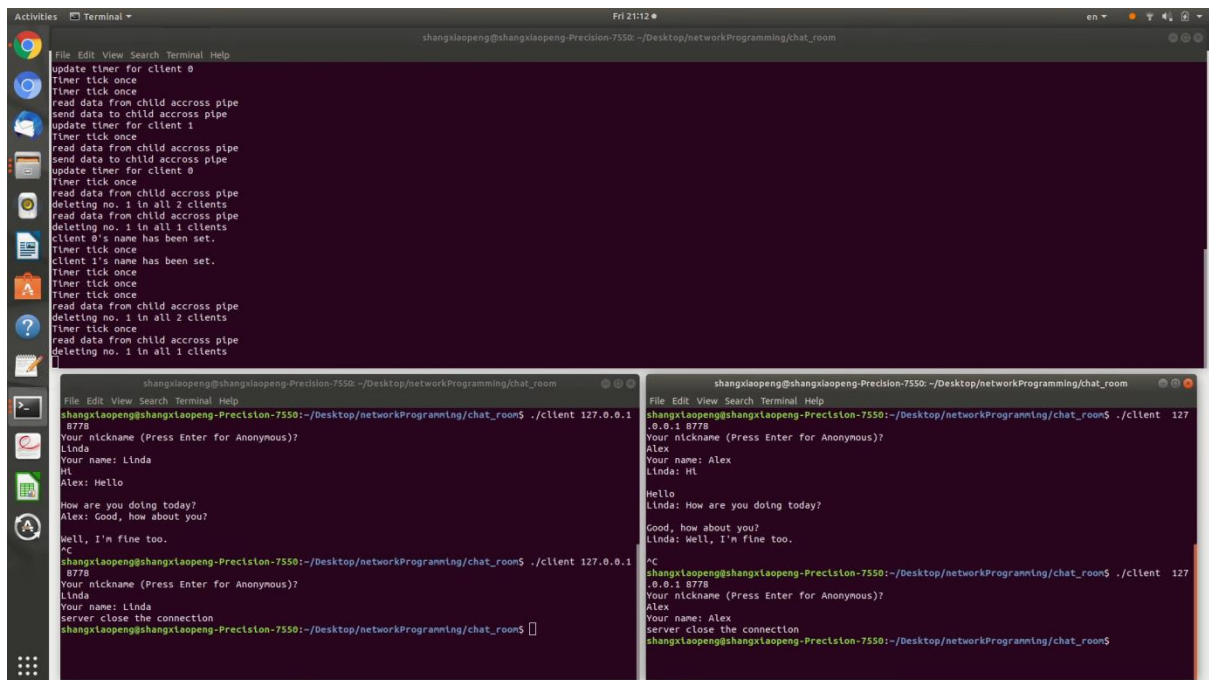 Activities Terminal Fri 21:12 en
shangxiaopeng@shangxiaopeng-Precision-7550: ~/Desktop/networkProgramming/chat_room
File Edit View Search Terminal Help
update timer for client 0
Timer tick once
Timer tick once
read data from child accross pipe
send data to child accross pipe
update timer for client 1
Timer tick once
read data from child accross pipe
send data to child accross pipe
update timer for client 0
Timer tick once
read data from child accross pipe
deleting no. 1 in all 2 clients
read data from child accross pipe
deleting no. 1 in all 1 clients
client 0's name has been set.
Timer tick once
client 1's name has been set.
Timer tick once
Timer tick once
Timer tick once
read data from child accross pipe
deleting no. 1 in all 2 clients
Timer tick once
read data from child accross pipe
deleting no. 1 in all 1 clients
shangxiaopeng@shangxiaopeng-Precision-7550: ~/Desktop/networkProgramming/chat_room
File Edit View Search Terminal Help
shangxiaopeng@shangxiaopeng-Precision-7550:~/Desktop/networkProgramming/chat_room$ ./client 127.0.0.1
8778
Your nickname (Press Enter for Anonymous)?
Linda
Your name: Linda
Hi
Alex: Hello
How are you doing today?
Alex: Good, how about you?
Well, I'm fine too.
^C
shangxiaopeng@shangxiaopeng-Precision-7550:~/Desktop/networkProgramming/chat_room$ ./client 127.0.0.1
8778
Your nickname (Press Enter for Anonymous)?
Linda
Your name: Linda
server close the connection
shangxiaopeng@shangxiaopeng-Precision-7550:~/Desktop/networkProgramming/chat_room$
shangxiaopeng@shangxiaopeng-Precision-7550: ~/Desktop/networkProgramming/chat_room
File Edit View Search Terminal Help
shangxiaopeng@shangxiaopeng-Precision-7550:~/Desktop/networkProgramming/chat_room$ ./client 127
.0.0.1 8778
Your nickname (Press Enter for Anonymous)?
Alex
Your name: Alex
Linda: Hi
Hello
Linda: How are you doing today?
Good, how about you?
Linda: Well, I'm fine too.
^C
shangxiaopeng@shangxiaopeng-Precision-7550:~/Desktop/networkProgramming/chat_room$ ./client 127
.0.0.1 8778
Your nickname (Press Enter for Anonymous)?
Alex
Your name: Alex
server close the connection
shangxiaopeng@shangxiaopeng-Precision-7550:~/Desktop/networkProgramming/chat_room$